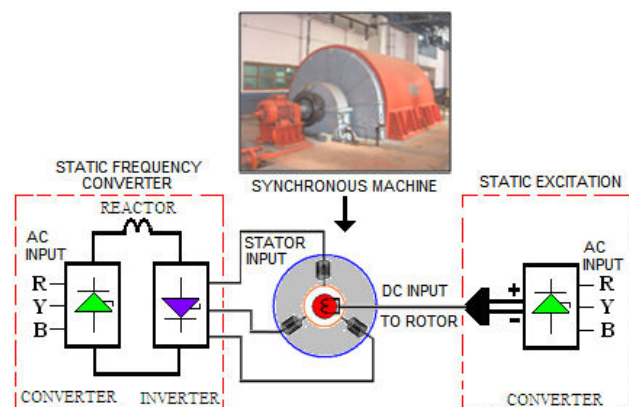 STATIC FREQUENCY
CONVERTER
REACTOR
AC
INPUT
R
Y
B
CONVERTER
INVERTER
SYNCHRONOUS MACHINE
STATOR
INPUT
DC INPUT
TO ROTOR
STATIC EXCITATION
+
-
AC
INPUT
R
Y
B
CONVERTER